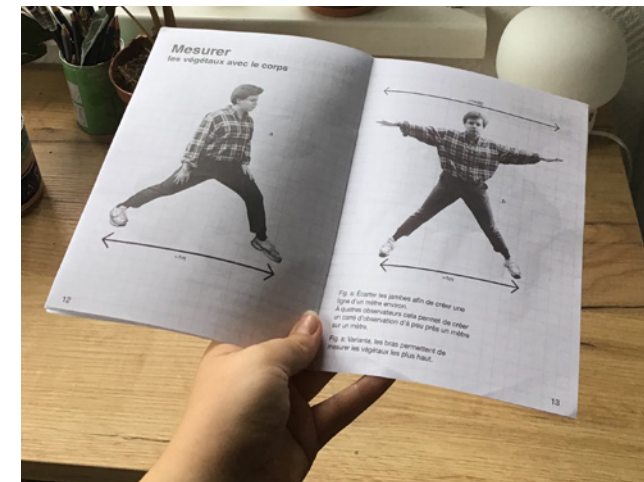 Mesurer
les végétaux avec le corps
a
b
Fig. a: Écarter les jambes afin de créer une
ligne d'un mètre environ.
À quatres observateurs cela permet de créer
un carré d'observation d'à peu près un mètre
sur un mètre.
Fig. b: Variante, les bras permettent de
mesurer les végétaux les plus haut.
12
13